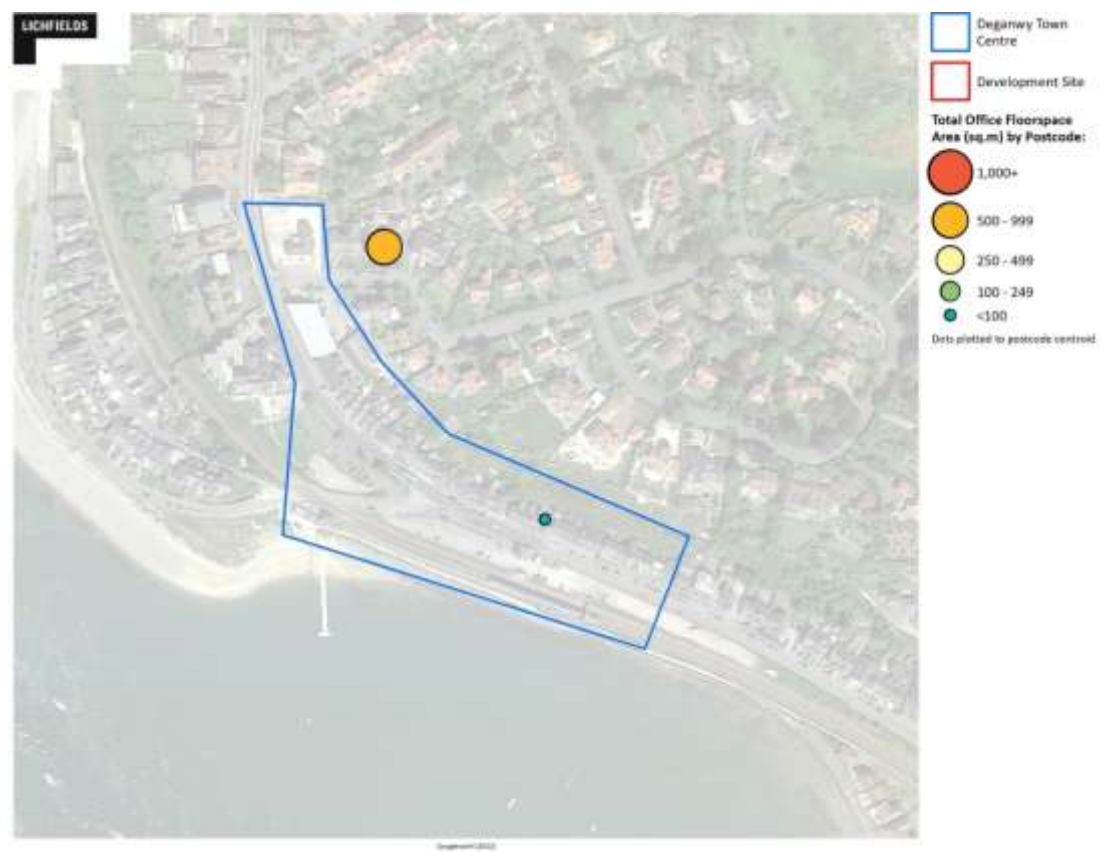 LICHFIELDS
Deganwy Town
Centre
Development Site
Total Office Floorspace
Area (sq.m) by Postcode:
1,000+
500 - 999
250 - 499
100 - 249
<100
Dots plotted to postcode centroid